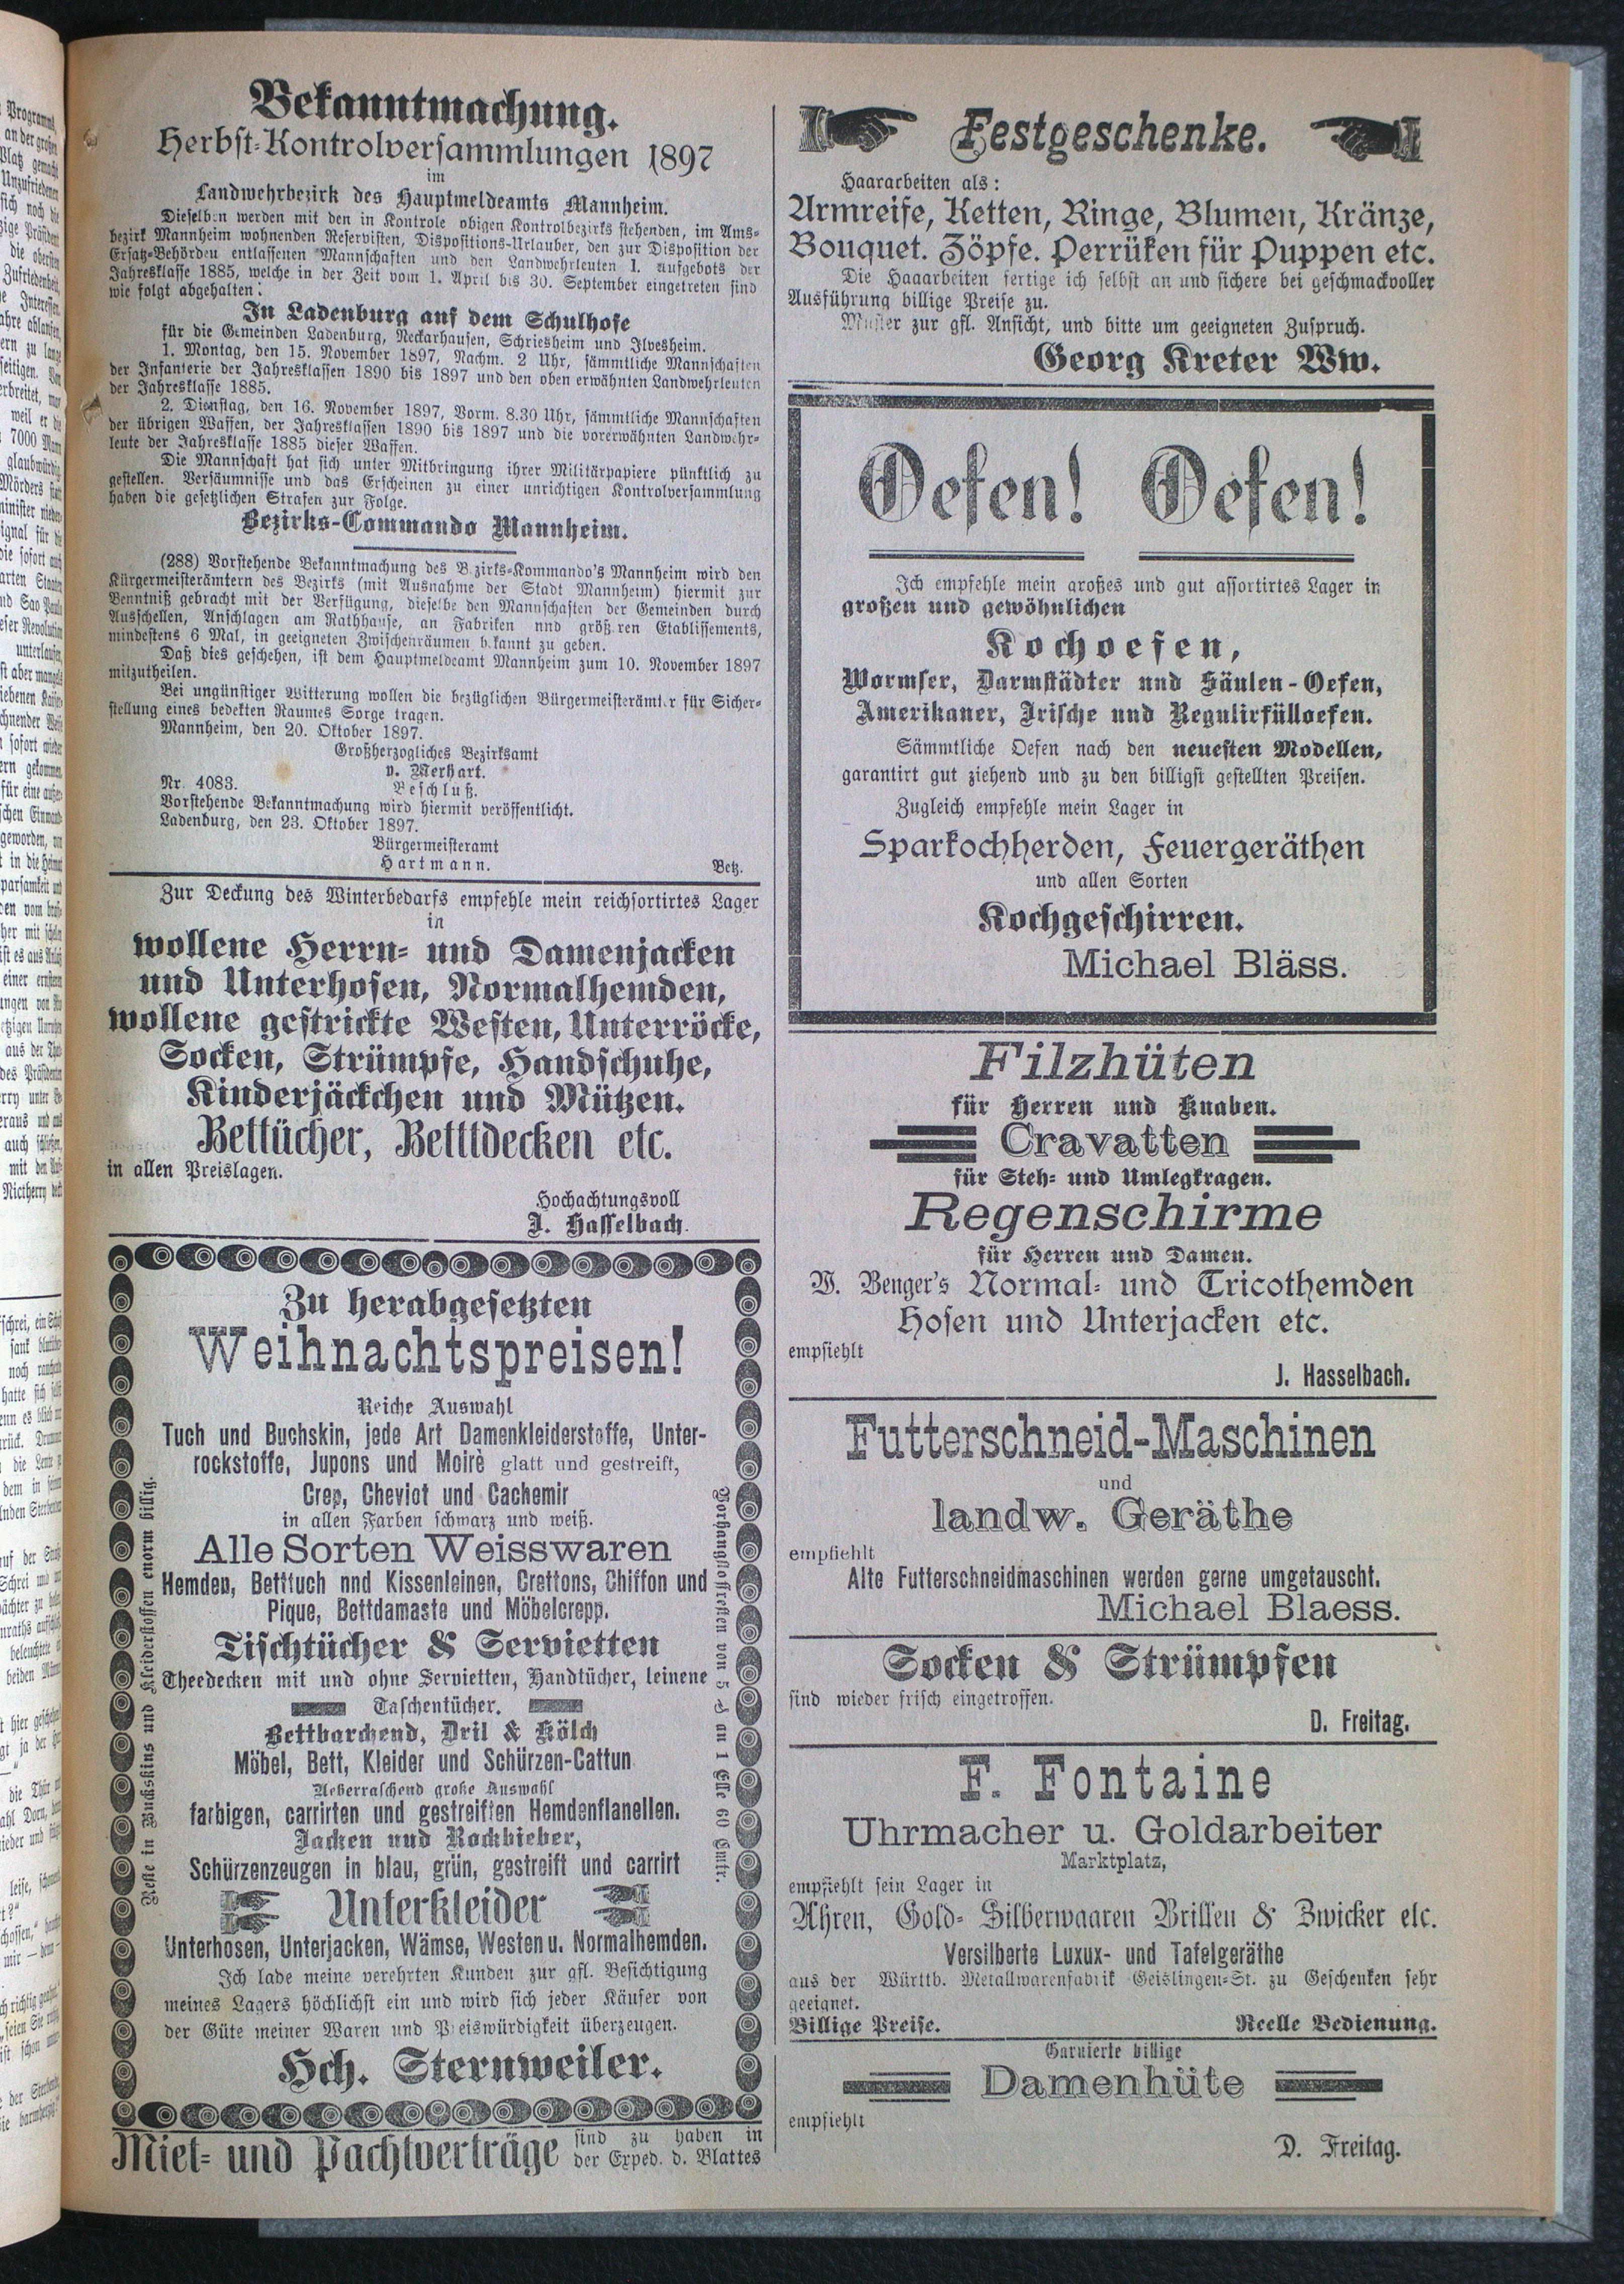 Bekanntmachung.
Herbst-Kontrolversammlungen 1897
im
Landwehrbezirk des Hauptmeldeamts Mannheim.
Dieselben werden mit den in Kontrole obigen Kontrolbezirks stehenden, im Ams-
bezirk Mannheim wohnenden Reservisten, Dispositions-Urlauber, den zur Disposition der
Ersatz-Behörden entlassenen Mannschaften und den Landwehrleuten I. Aufgebots der
Jahresklasse 1885, welche in der Zeit vom 1. April bis 30. September eingetreten sind
wie folgt abgehalten:
In Ladenburg auf dem Schulhofe
für die Gemeinden Ladenburg, Neckarhausen, Schriesheim und Ilvesheim.
1. Montag, den 15. November 1897, Nachm. 2 Uhr, sämmtliche Mannschaften
der Infanterie der Jahresklassen 1890 bis 1897 und den oben erwähnten Landwehrleuten
der Jahresklasse 1885.
2. Dienstag, den 16. November 1897, Vorm. 8.30 Uhr, sämmtliche Mannschaften
der übrigen Waffen, der Jahresklassen 1890 bis 1897 und die vorerwähnten Landwehr-
leute der Jahresklasse 1885 dieser Waffen.
Die Mannschaft hat sich unter Mitbringung ihrer Militärpapiere pünktlich zu
gestellen. Versäumnisse und das Erscheinen zu einer unrichtigen Kontrolversammlung
haben die gesetzlichen Strafen zur Folge.
Bezirks-Commando Mannheim.
(288) Vorstehende Bekanntmachung des B.zirks-Kommando's Mannheim wird den
Kürgermeisterämtern des Bezirks (mit Ausnahme der Stadt Mannheim) hiermit zur
Benntniß gebracht mit der Verfügung, dieselbe den Mannschaften der Gemeinden durch
Ausschellen, Anschlagen am Rathhause, an Fabriken nnd größ.ren Etablissements,
mindestens 6 Mal, in geeigneten Zwischenräumen b.kannt zu geben.
Daß dies geschehen, ist dem Hauptmeldeamt Mannheim zum 10. November 1897
mitzutheilen.
Bei ungünstiger Witterung wollen die bezüglichen Bürgermeisterämt.r für Sicher-
stellung eines bedekten Raumes Sorge tragen.
Mannheim, den 20. Oktober 1897.
Großherzogliches Bezirksamt
v. Merhart.
Nr. 4083. Beschluß.
Vorstehende Bekanntmachung wird hiermit veröffentlicht.
Ladenburg, den 23. Oktober 1897.
Bürgermeisteramt
Hartmann. Betz.
Zur Deckung des Winterbedarfs empfehle mein reichsortirtes Lager
in
wollene Herrn- und Damenjacken
und Unterhosen, Normalhemden,
wollene gestrickte Westen, Unterröcke,
Socken, Strümpfe, Handschuhe,
Kinderjäckchen und Mützen.
Bettücher, Betttdecken etc.
in allen Preislagen.
Hochachtungsvoll
J. Hasselbach.
Zu herabgesetzten
Weihnachtspreisen!
Reiche Auswahl
Tuch und Buchskin, jede Art Damenkleiderstoffe, Unter-
rockstoffe, Jupons und Moirè glatt und gestreift,
Crep, Cheviot und Cachemir
in allen Farben schwarz und weiß.
Alle Sorten Weisswaren
Hemden, Betttuch nnd Kissenleinen, Crettons, Chiffon und
Pique, Bettdamaste und Möbelcrepp.
Tischtücher & Servietten
Theedecken mit und ohne Servietten, Handtücher, leinene
Taschentücher.
Bettbarchend, Dril & Kölch
Möbel, Bett, Kleider und Schürzen-Cattun
Ueberraschend große Auswahl
farbigen, carrirten und gestreiften Hemdenflanellen.
Jacken und Rockbieber,
Schürzenzeugen in blau, grün, gestreift und carrirt
Unterkleider
Unterhosen, Unterjacken, Wämse, Westen u. Normalhemden.
Ich lade meine verehrten Kunden zur gfl. Besichtigung
meines Lagers höchlichst ein und wird sich jeder Käufer von
der Güte meiner Waren und Preiswürdigkeit überzeugen.
Hch. Sternweiler.
Reste in Buckskins und Kleiderstoffen enorm billig.
Vorhangstoffresten von 5 an 1 Elle 60 Cmtr.
Miet- und Pachtverträge sind zu haben in
der Exped. d. Blattes
Festgeschenke.
Haararbeiten als:
Armreife, Ketten, Ringe, Blumen, Kränze,
Bouquet. Zöpfe. Perrüken für Puppen etc.
Die Haaarbeiten fertige ich selbst an und sichere bei geschmackvoller
Ausführung billige Preise zu.
Muster zur gfl. Ansicht, und bitte um geeigneten Zuspruch.
Georg Kreter Ww.
Oefen! Oefen!
Ich empfehle mein großes und gut assortirtes Lager in
großen und gewöhnlichen
Kochoefen,
Wormser, Darmstädter und Säulen-Oefen,
Amerikaner, Irische und Regulirfülloefen.
Sämmtliche Oefen nach den neuesten Modellen,
garantirt gut ziehend und zu den billigst gestellten Preisen.
Zugleich empfehle mein Lager in
Sparkochherden, Feuergeräthen
und allen Sorten
Kochgeschirren.
Michael Bläss.
Filzhüten
für Herren und Knaben.
Cravatten
für Steh- und Umlegkragen.
Regenschirme
für Herren und Damen.
W. Benger's Normal- und Tricothemden
Hosen und Unterjacken etc.
empfiehlt
J. Hasselbach.
Futterschneid-Maschinen
und
landw. Geräthe
empfiehlt
Alte Futterschneidmaschinen werden gerne umgetauscht.
Michael Blaess.
Socken & Strümpfen
sind wieder frisch eingetroffen.
D. Freitag.
F. Fontaine
Uhrmacher u. Goldarbeiter
Marktplatz,
empfiehlt sein Lager in
Uhren, Gold- Silberwaaren Brillen & Zwicker etc.
Versilberte Luxux- und Tafelgeräthe
aus der Württb. Metallwarenfabrik Geislingen-St. zu Geschenken sehr
geeignet.
Billige Preise. Reelle Bedienung.
Garnierte billige
Damenhüte
empfiehlt
D. Freitag.